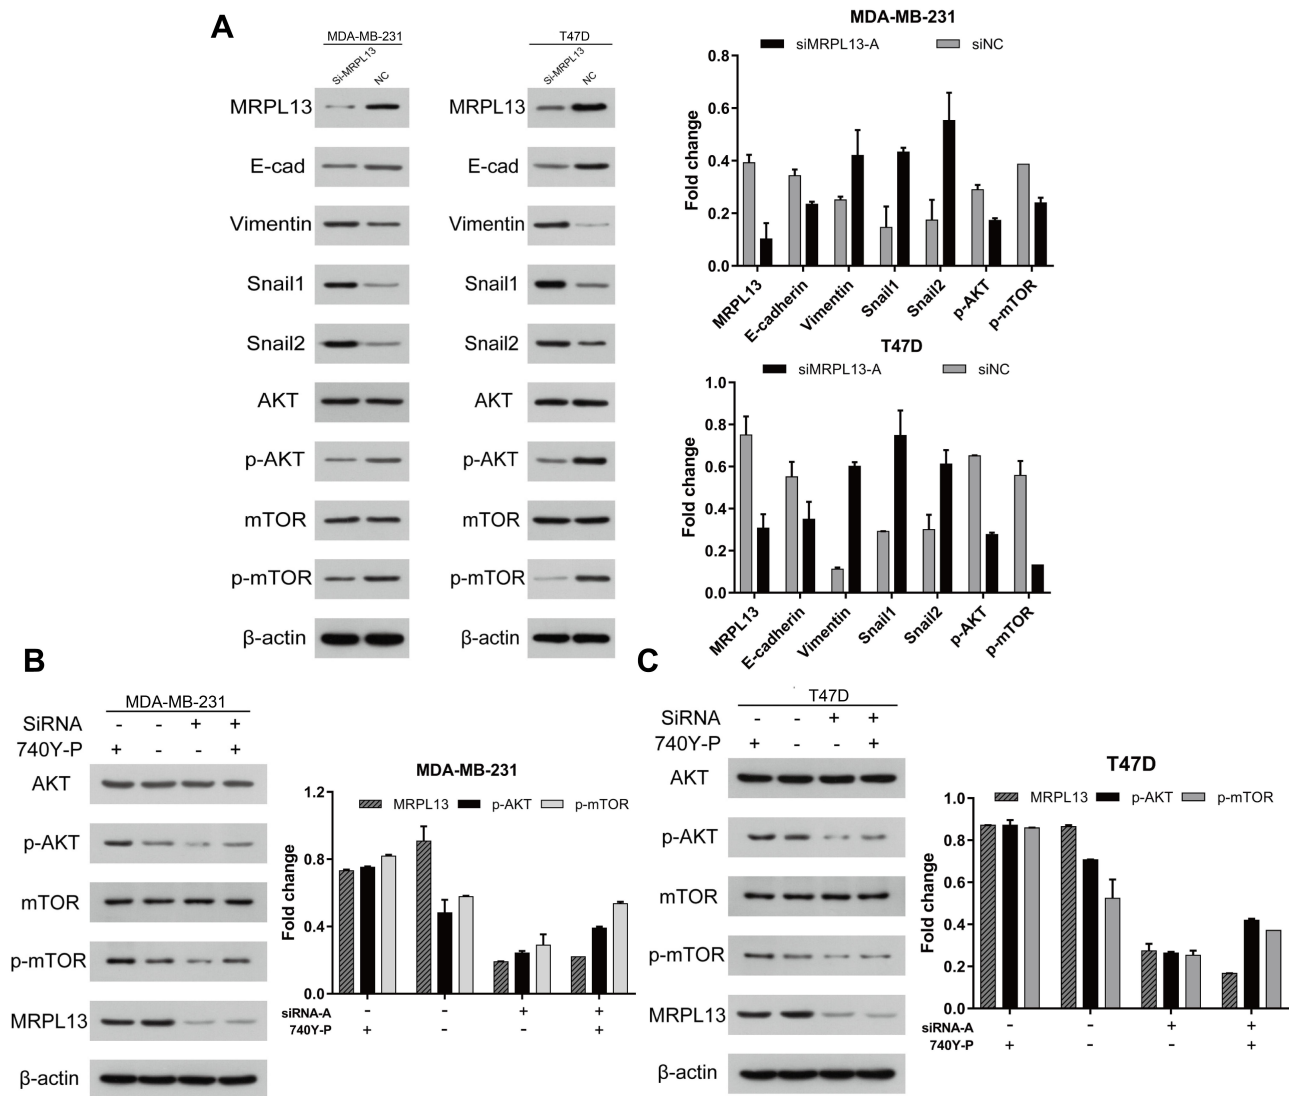 A
MDA-MB-231
Si-MRPL13 NC
MRPL13
E-cad
Vimentin
Snail1
Snail2
AKT
p-AKT
mTOR
p-mTOR
β-actin
T47D
Si-MRPL13 NC
MRPL13
E-cad
Vimentin
Snail1
Snail2
AKT
p-AKT
mTOR
p-mTOR
β-actin
MDA-MB-231
siMRPL13-A siNC
Fold change
0.8
0.6
0.4
0.2
0.0
MRPL13 E-cadherin Vimentin Snail1 Snail2 p-AKT p-mTOR
T47D
siMRPL13-A siNC
Fold change
1.0
0.8
0.6
0.4
0.2
0.0
MRPL13 E-cadherin Vimentin Snail1 Snail2 p-AKT p-mTOR
B
MDA-MB-231
SiRNA - - + +
740Y-P + - - +
AKT
p-AKT
mTOR
p-mTOR
MRPL13
β-actin
MDA-MB-231
MRPL13 p-AKT p-mTOR
Fold change
1.2
0.8
0.4
0.0
siRNA-A - - + +
740Y-P + - - +
C
T47D
SiRNA - - + +
740Y-P + - - +
AKT
p-AKT
mTOR
p-mTOR
MRPL13
β-actin
T47D
MRPL13 p-AKT p-mTOR
Fold change
1.0
0.8
0.6
0.4
0.2
0.0
siRNA-A - - + +
740Y-P + - - +